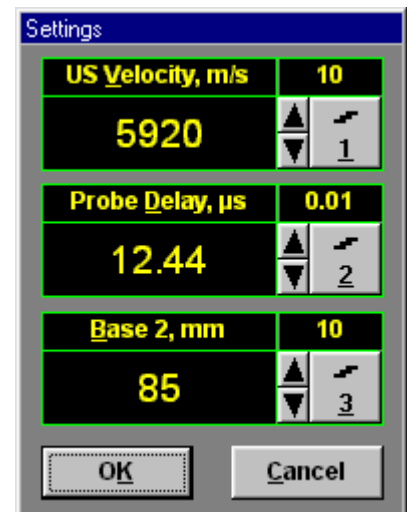 Settings
US Velocity, m/s 10
5920
1
Probe Delay, µs 0.01
12.44
2
Base 2, mm 10
85
3
OK Cancel